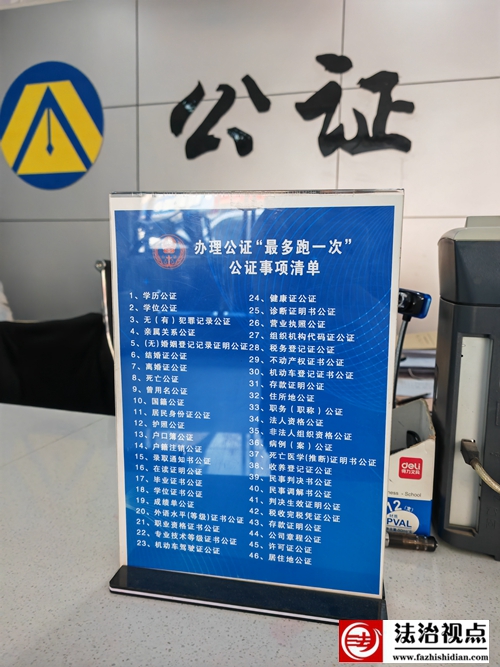 公证
办理公证“最多跑一次”
公证事项清单
1、学历公证
2、学位公证
3、无（有）犯罪记录公证
4、亲属关系公证
5、(无)婚姻登记记录证明公证
6、结婚证公证
7、离婚证公证
8、死亡公证
9、曾用名公证
10、国籍公证
11、居民身份证公证
12、护照公证
13、户口簿公证
14、户籍注销公证
15、录取通知书公证
16、在读证明公证
17、毕业证书公证
18、学位证书公证
19、成绩单公证
20、外语水平(等级)证书公证
21、职业资格证书公证
22、专业技术等级证书公证
23、机动车驾驶证公证
24、健康证公证
25、诊断证明书公证
26、营业执照公证
27、组织机构代码证公证
28、税务登记证公证
29、不动产权证书公证
30、机动车登记证书公证
31、存款证明公证
32、住所地公证
33、职务（职称）公证
34、法人资格公证
35、非法人组织资格公证
36、病例（案）公证
37、死亡医学(推断)证明书公证
38、收养登记证公证
39、民事判决书公证
40、民事调解书公证
41、判决生效证明公证
42、税收完税凭证公证
43、存款证明公证
44、公司章程公证
45、许可证公证
46、居住地公证
deli
得力文具
- School
PVAL
法治视点
www.fazhishidian.com